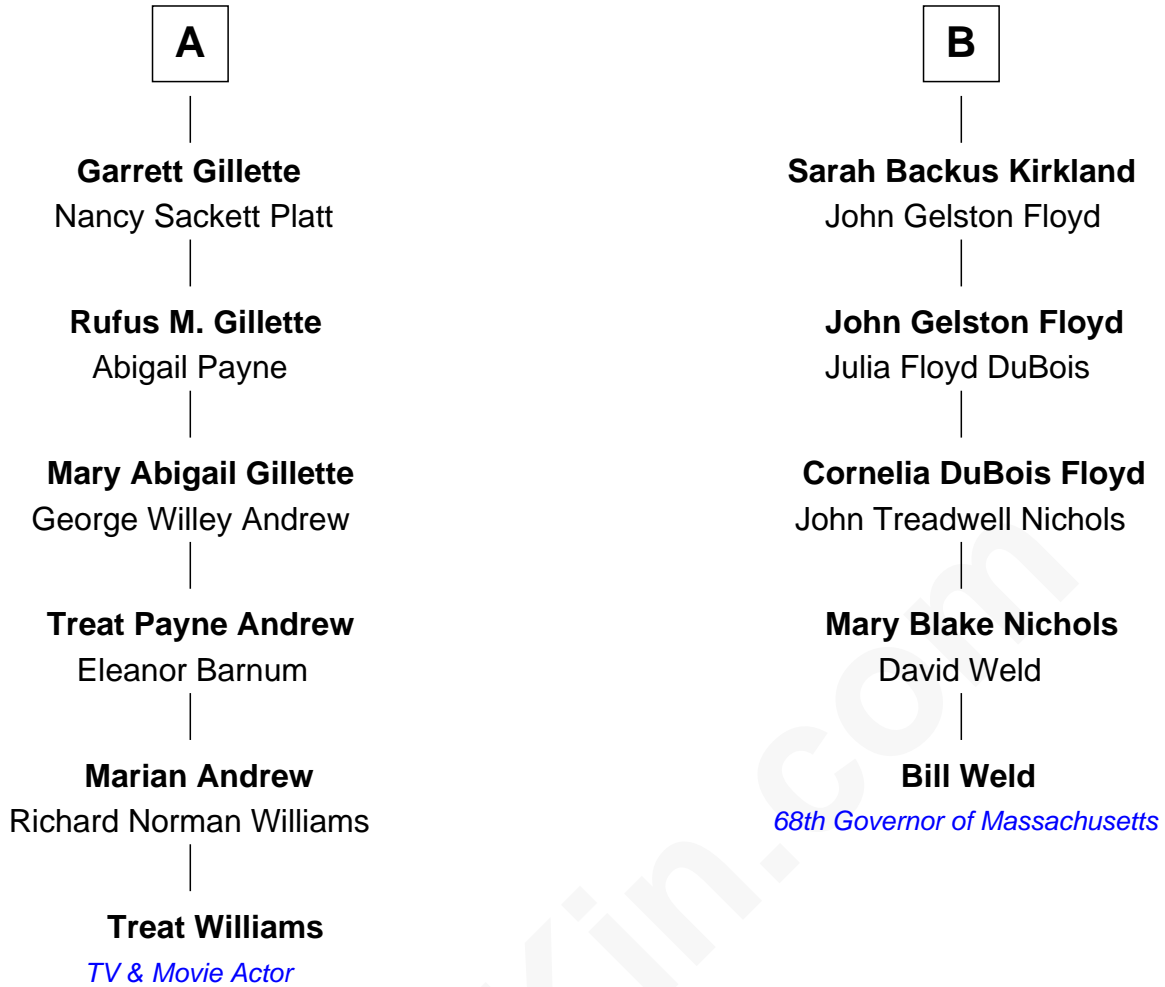 A
Garrett Gillette
Nancy Sackett Platt
Rufus M. Gillette
Abigail Payne
Mary Abigail Gillette
George Willey Andrew
Treat Payne Andrew
Eleanor Barnum
Marian Andrew
Richard Norman Williams
Treat Williams
TV & Movie Actor
B
Sarah Backus Kirkland
John Gelston Floyd
John Gelston Floyd
Julia Floyd DuBois
Cornelia DuBois Floyd
John Treadwell Nichols
Mary Blake Nichols
David Weld
Bill Weld
68th Governor of Massachusetts
Kin.com